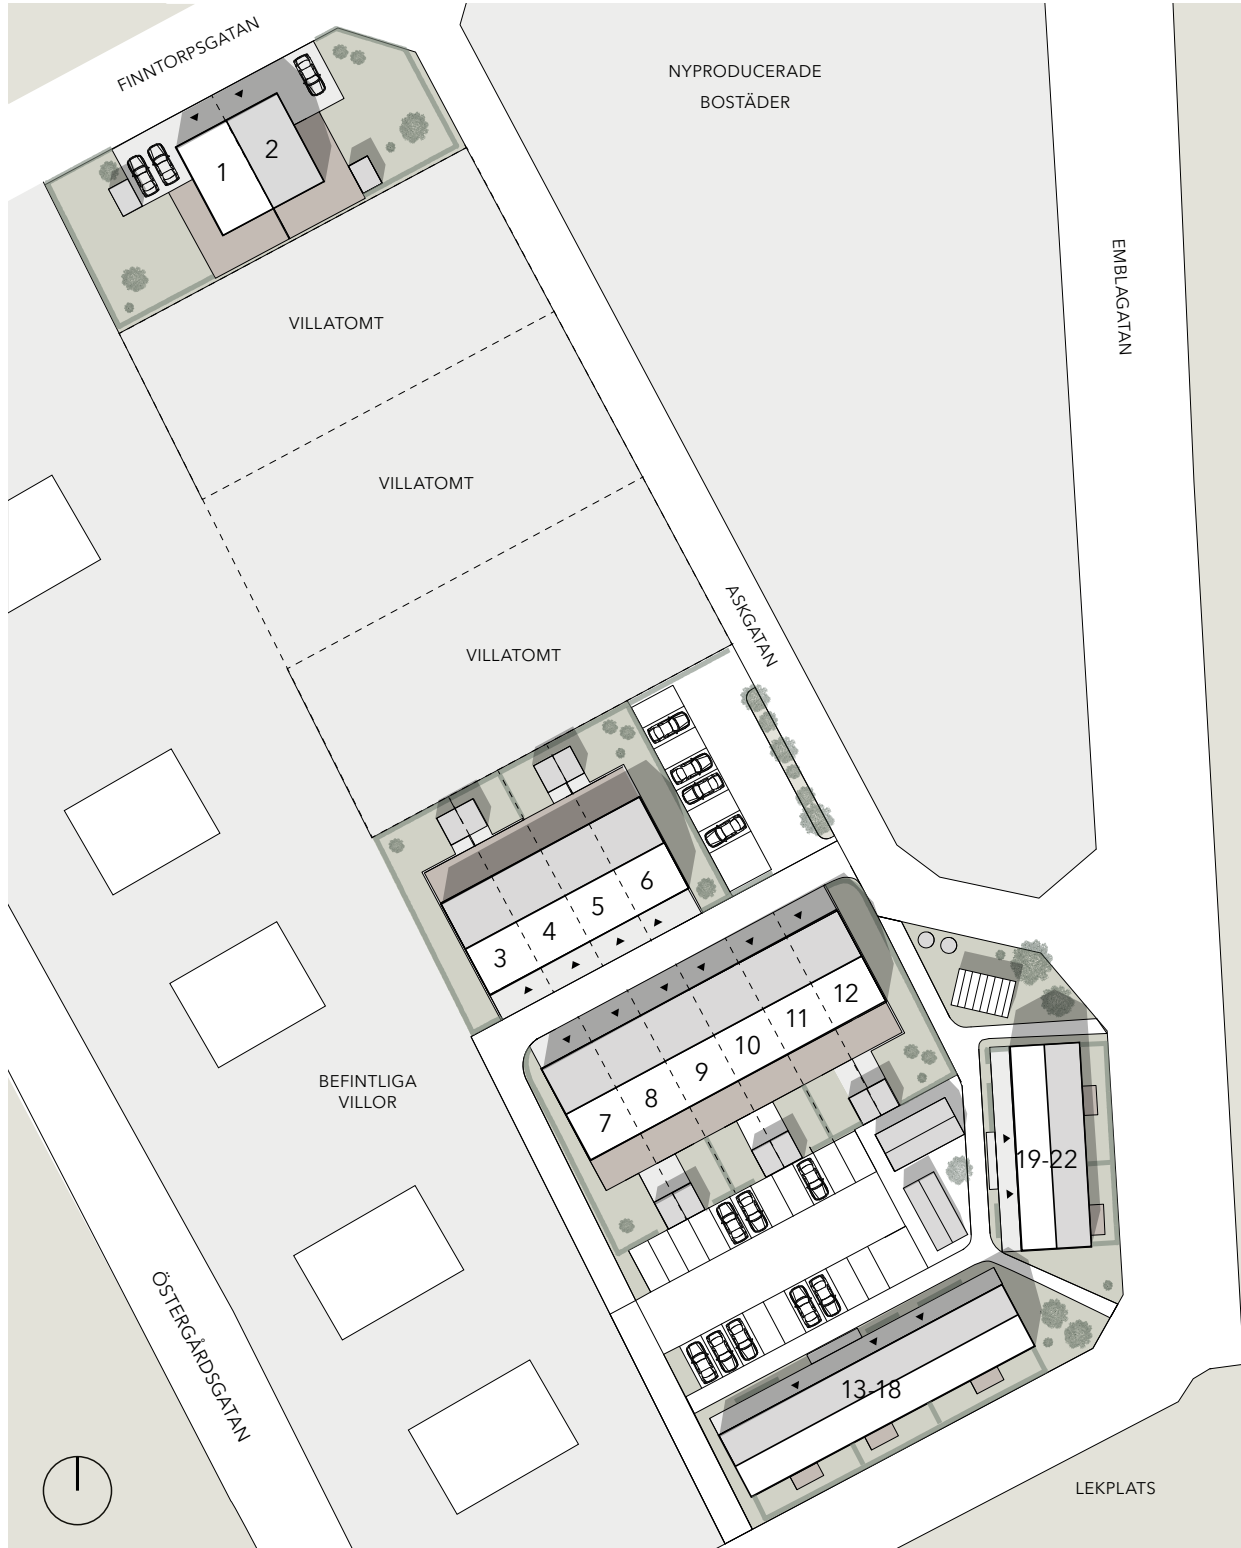 FINNTORPSGATAN
NYPRODUCERADE
BOSTÄDER
1
2
EMBLAGATAN
VILLATOMT
VILLATOMT
ASKGATAN
VILLATOMT
6
5
4
3
12
11
10
9
8
7
BEFINTLIGA
VILLOR
19-22
ÖSTERGÅRDSGATAN
13-18
LEKPLATS